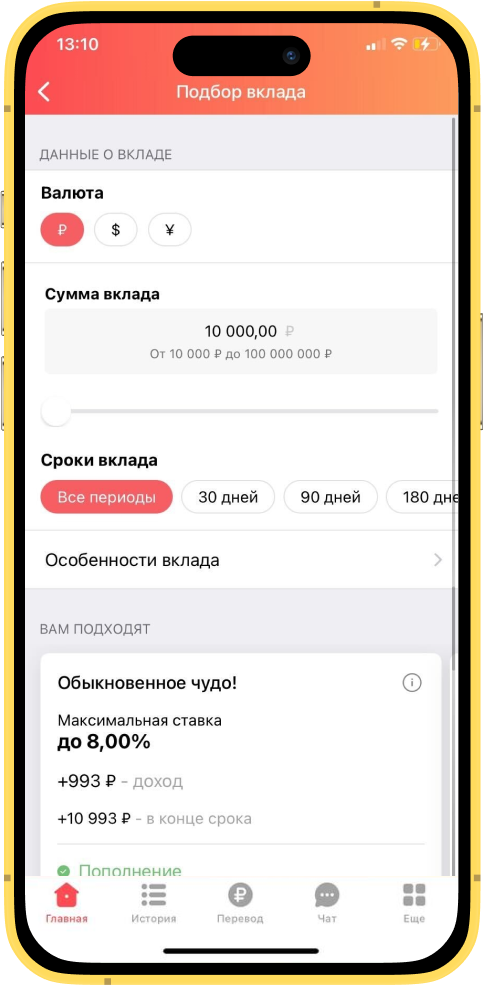 13:10
Подбор вклада
ДАННЫЕ О ВКЛАДЕ
Валюта
₽ $ ¥
Сумма вклада
10 000,00 ₽
От 10 000 ₽ до 100 000 000 ₽
Сроки вклада
Все периоды 30 дней 90 дней 180 дне
Особенности вклада
ВАМ ПОДХОДЯТ
Обыкновенное чудо!
Максимальная ставка
до 8,00%
+993 ₽ - доход
+10 993 ₽ - в конце срока
Пополнение
Главная История Перевод Чат Еще